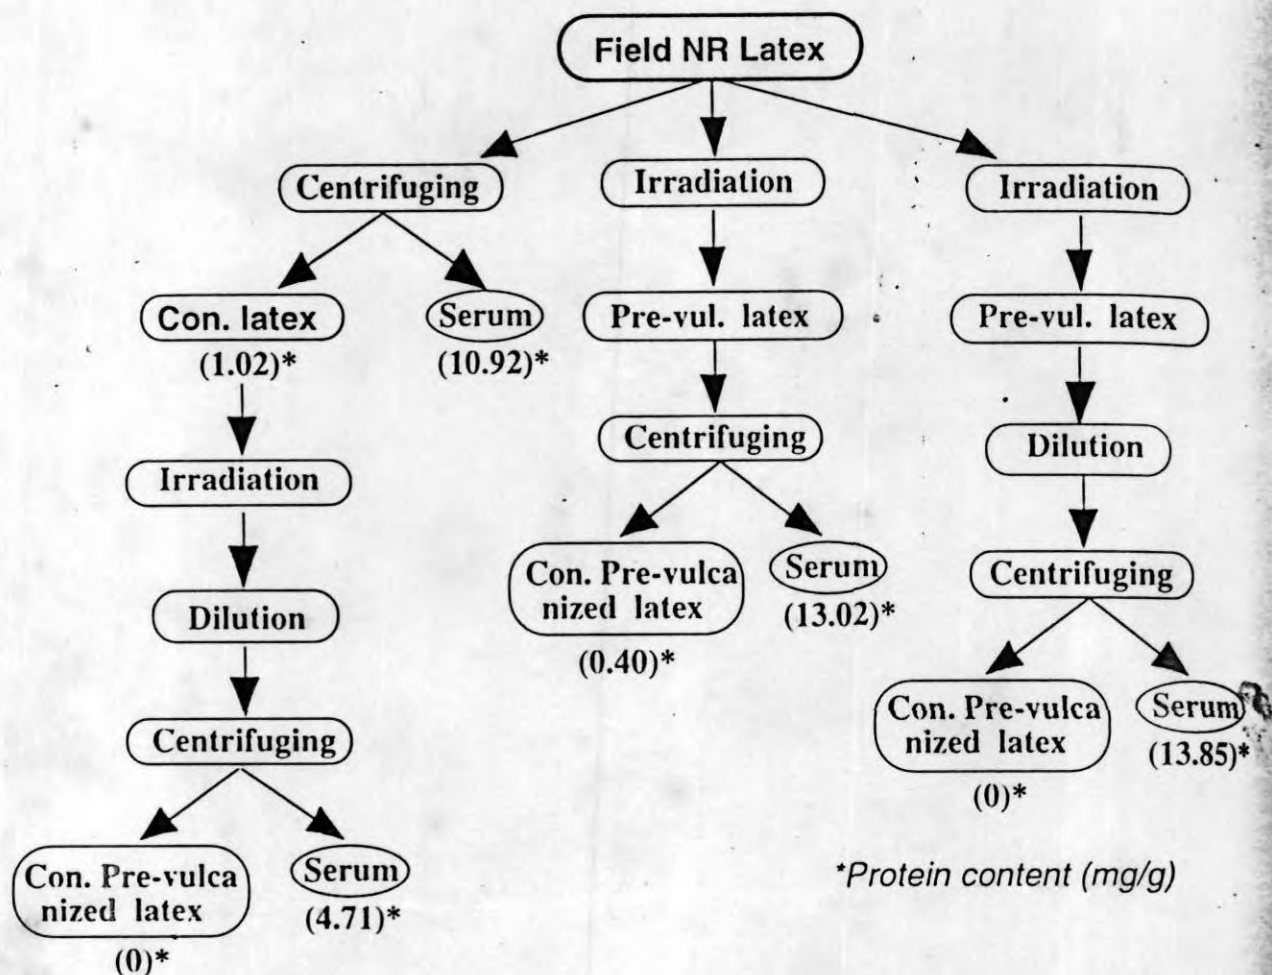 Field NR Latex
Centrifuging
Irradiation
Irradiation
Con. latex
(1.02)*
Serum
(10.92)*
Pre-vul. latex
Pre-vul. latex
Centrifuging
Dilution
Irradiation
Con. Pre-vulca
nized latex
(0.40)*
Serum
(13.02)*
Centrifuging
Dilution
Con. Pre-vulca
nized latex
(0)*
Serum
(13.85)*
Centrifuging
Con. Pre-vulca
nized latex
(0)*
Serum
(4.71)*
*Protein content (mg/g)